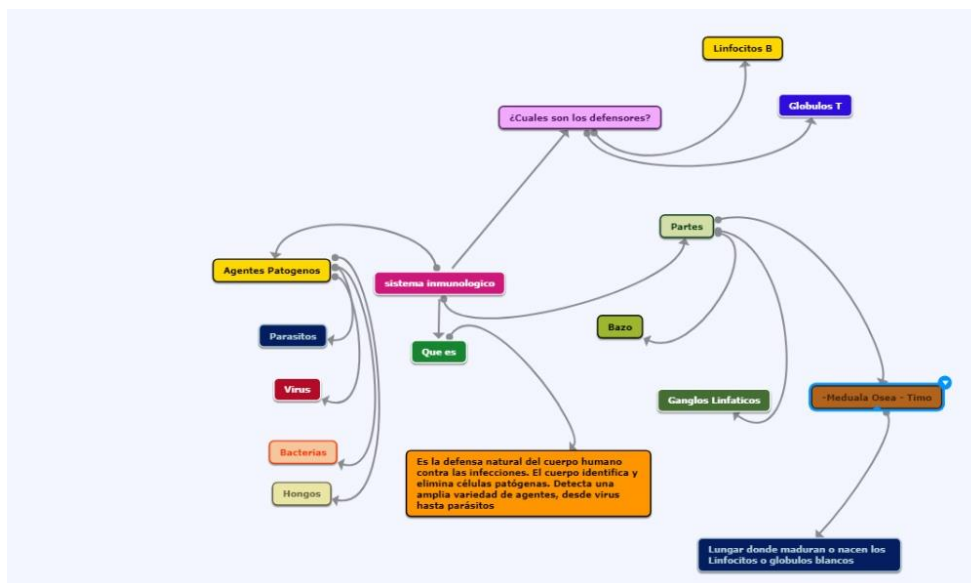 Linfocitos B
Globulos T
¿Cuales son los defensores?
Partes
Agentes Patogenos
sistema inmunologico
Bazo
Parasitos
Que es
Virus
Ganglos Linfaticos
-Meduala Osea - Timo
Bacterias
Es la defensa natural del cuerpo humano
contra las infecciones. El cuerpo identifica y
elimina células patógenas. Detecta una
amplia variedad de agentes, desde virus
hasta parásitos
Hongos
Lungar donde maduran o nacen los
Linfocitos o globulos blancos